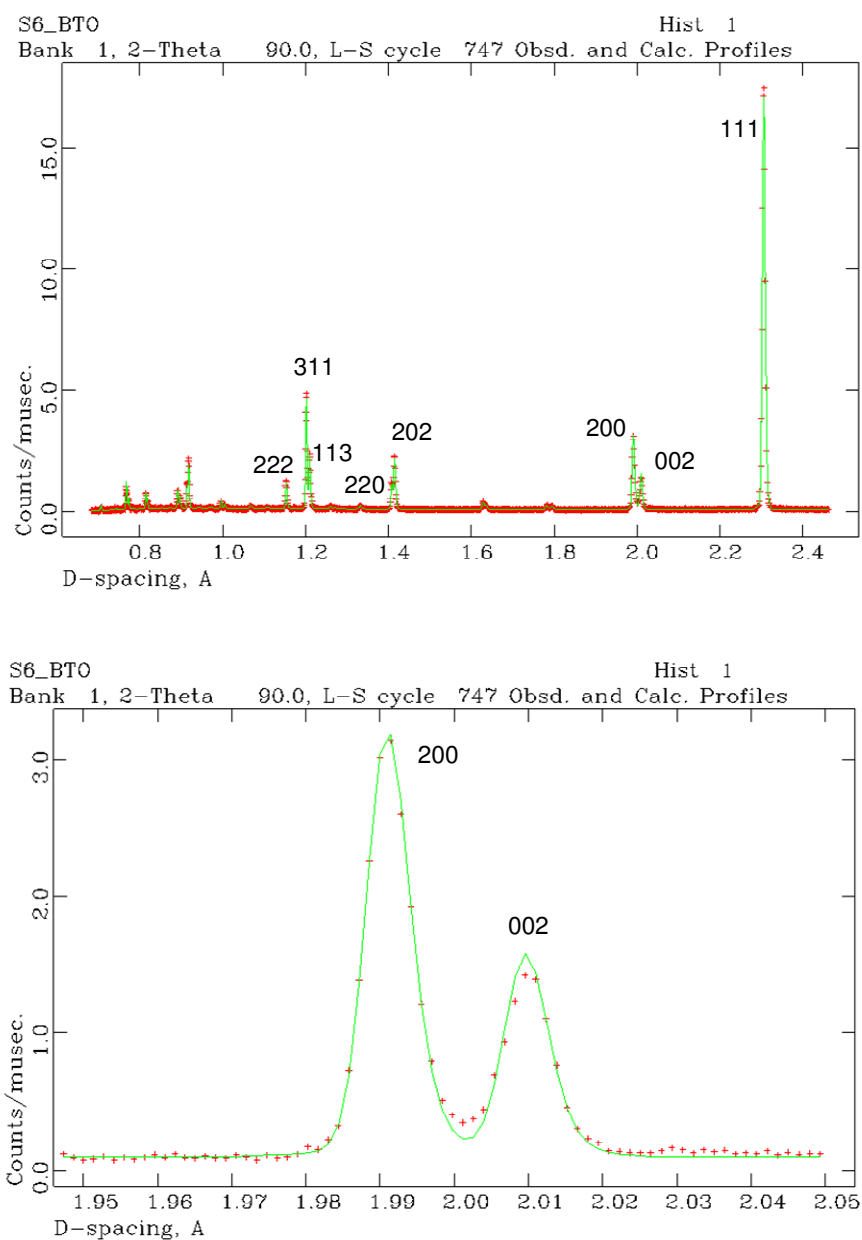 S6_BTO Hist 1
Bank 1, 2-Theta 90.0, L-S cycle 747 Obsd. and Calc. Profiles
Counts/musec.
15.0
10.0
5.0
0.0
111
311
113
222
202
220
200
002
0.8 1.0 1.2 1.4 1.6 1.8 2.0 2.2 2.4
D-spacing, A
S6_BTO Hist 1
Bank 1, 2-Theta 90.0, L-S cycle 747 Obsd. and Calc. Profiles
Counts/musec.
3.0
2.0
1.0
0.0
200
002
1.95 1.96 1.97 1.98 1.99 2.00 2.01 2.02 2.03 2.04 2.05
D-spacing, A